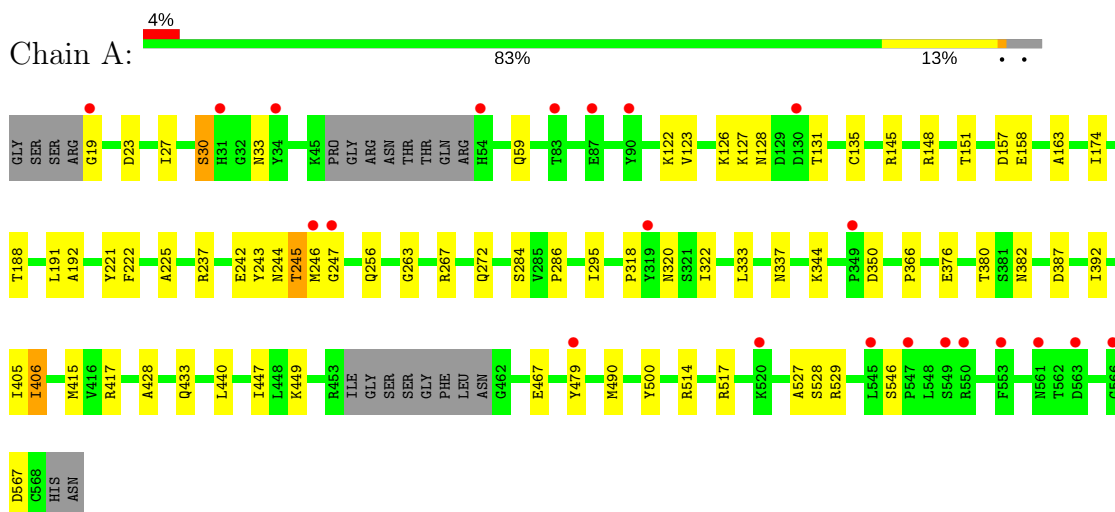 4%
Chain A:
83% 13% • •
GLY SER SER ARG G19 D23 I27 S30 H31 G32 N33 Y34 K45 PRO GLY ARG ASN THR THR GLN ARG H54 Q59 T83 E87 Y90 K122 V123 K126 K127 N128 D129 D130 T131 C135 R145 R148 T151 D157 E158 A163 I174
T188 L191 A192 Y221 F222 A225 R237 E242 Y243 N244 T245 M246 G247 Q256 G263 R267 Q272 S284 V285 P286 I295 P318 Y319 N320 S321 I322 L333 N337 K344 P349 D350 P366 E376 T380 S381 N382 D387 I392
I405 I406 M415 V416 R417 A428 Q433 L440 I447 L448 K449 R453 ILE GLY SER SER GLY PHE LEU ASN G462 E467 Y479 M490 Y500 R514 R517 K520 A527 S528 R529 L545 S546 P547 L548 S549 R550 F553 N561 T562 D563 G566
D567 C568 HIS ASN